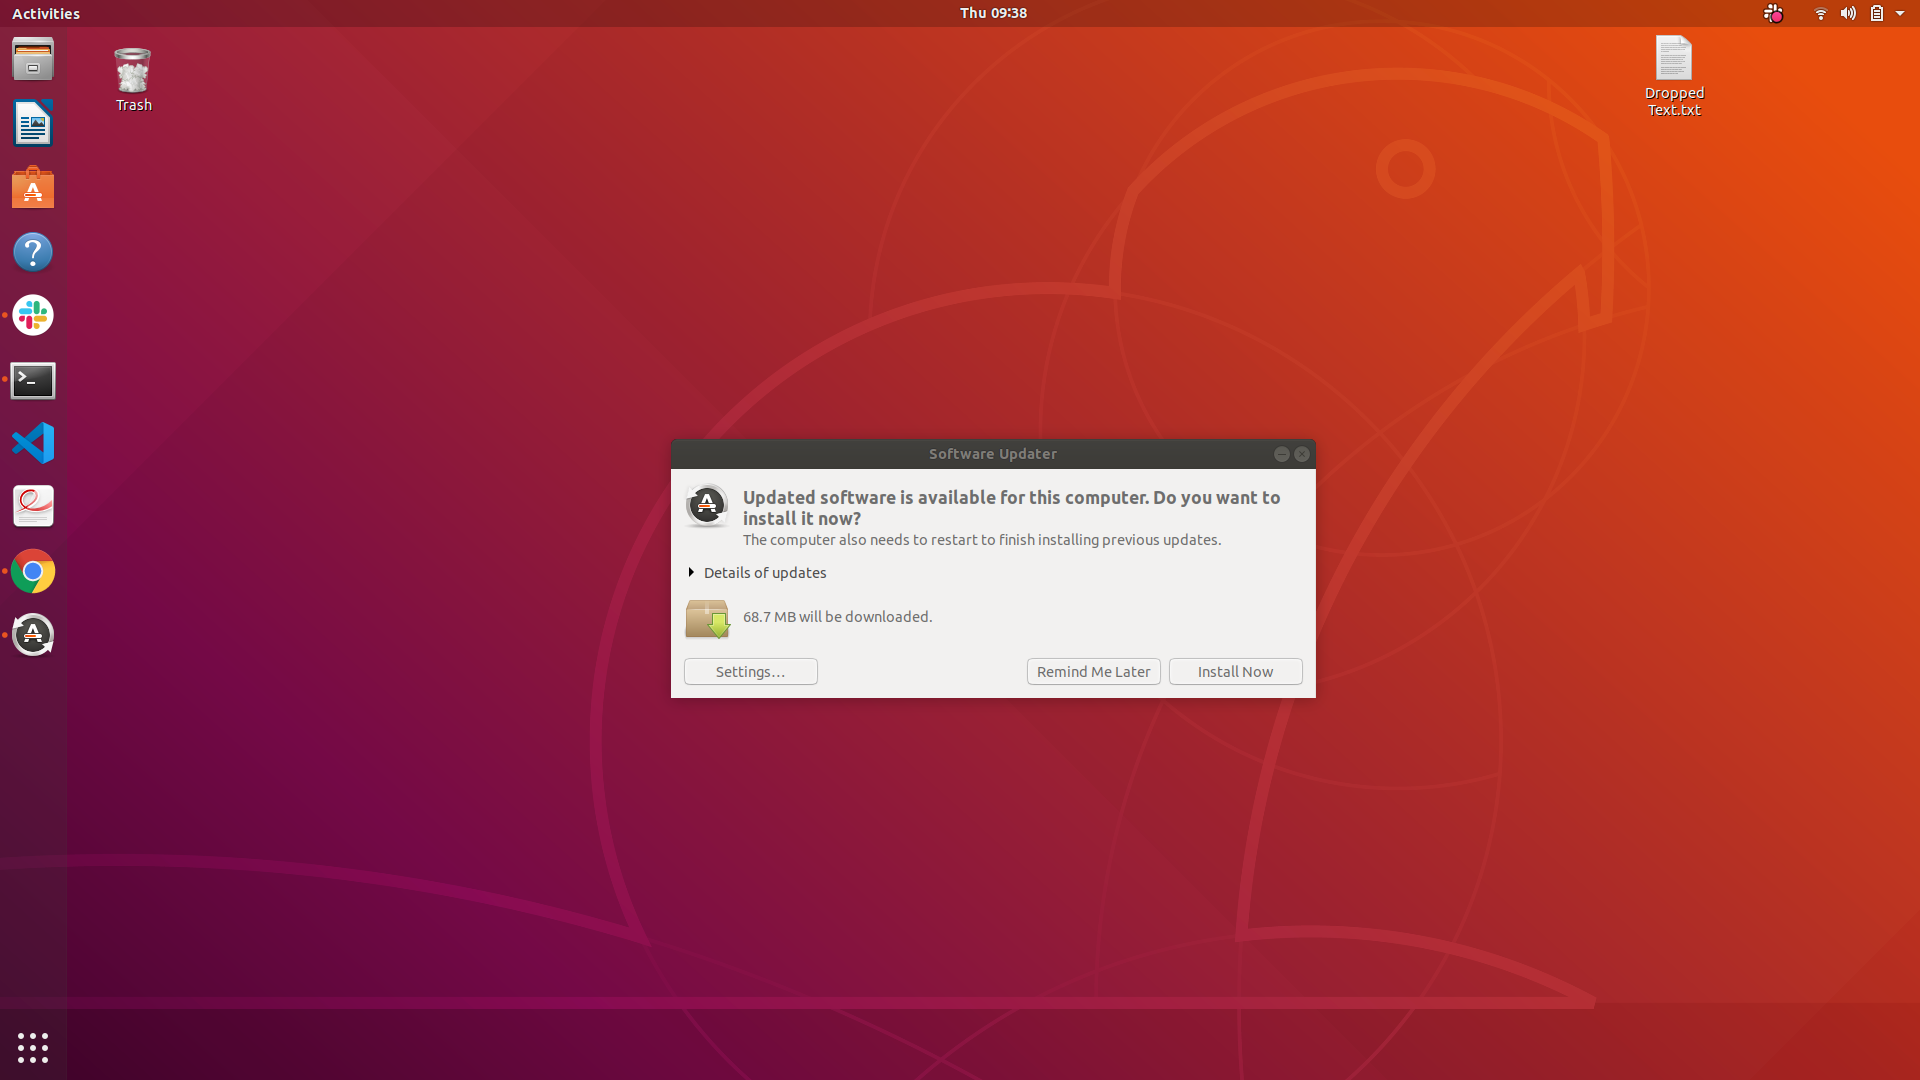 Activities
Thu 09:38
Trash
Dropped
Text.txt
Software Updater
Updated software is available for this computer. Do you want to
install it now?
The computer also needs to restart to finish installing previous updates.
Details of updates
68.7 MB will be downloaded.
Settings…
Remind Me Later
Install Now